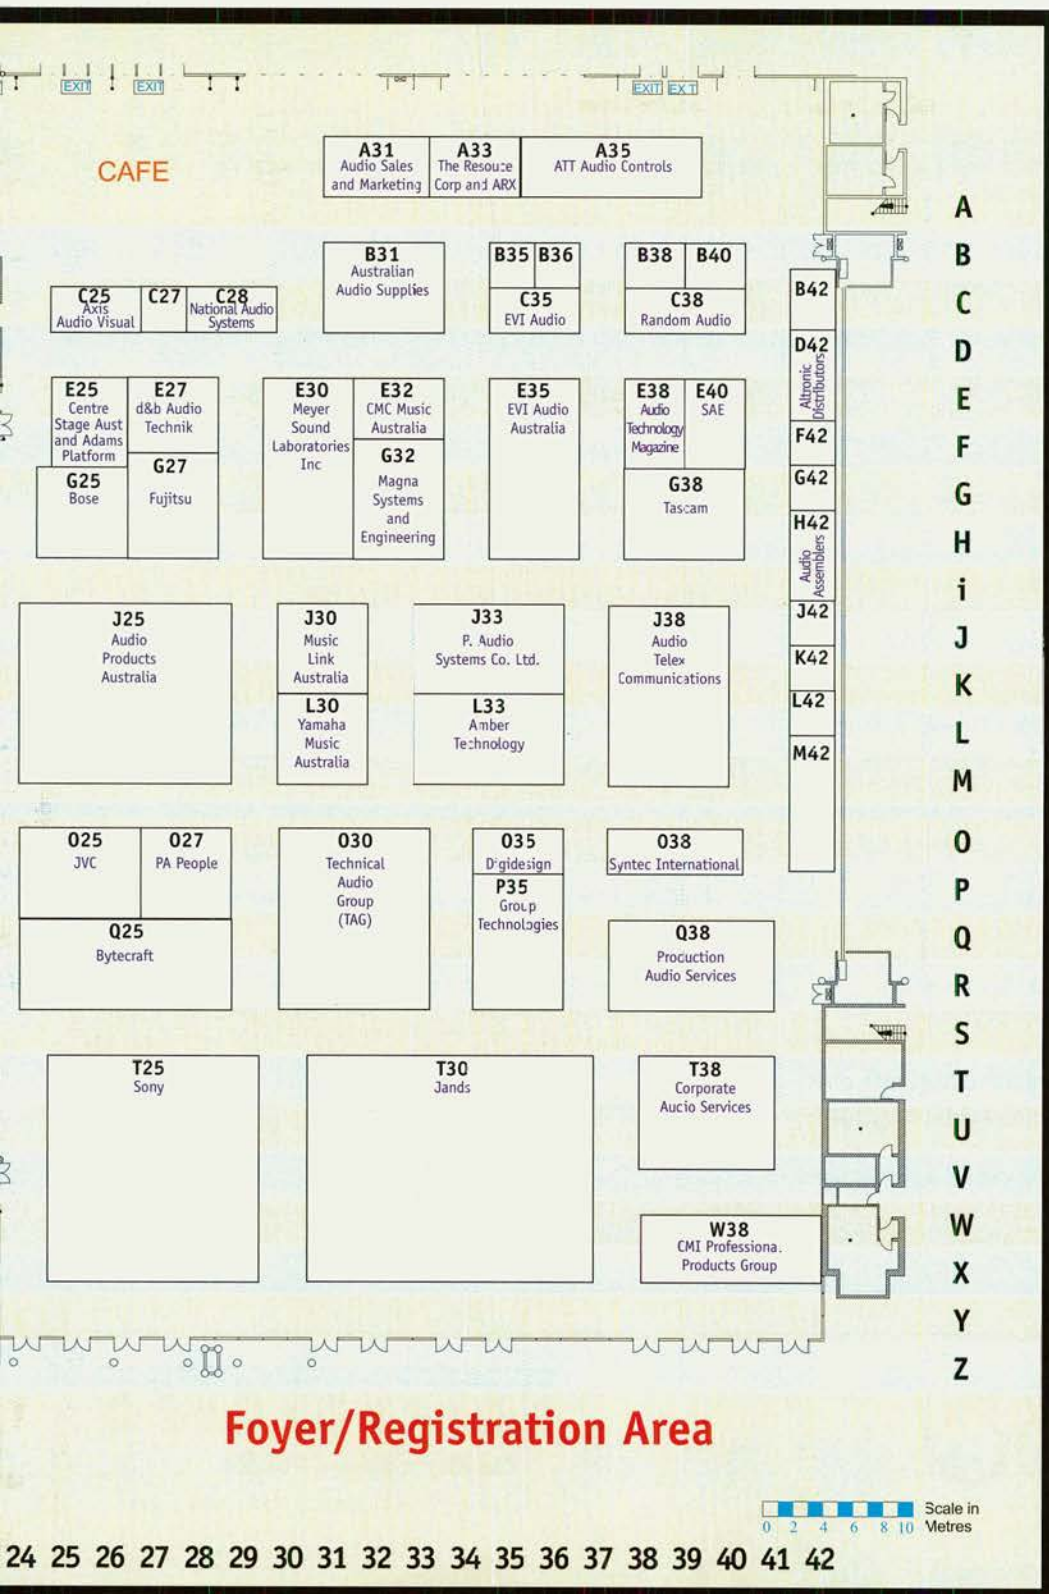 EXIT
EXIT
EXIT
EX T
CAFE
A31
Audio Sales
and Marketing
A33
The Resource
Corp and ARX
A35
ATT Audio Controls
B31
Australian
Audio Supplies
B35
B36
C35
EVI Audio
B38
B40
C38
Random Audio
B42
C25
Axis
Audio Visual
C27
C28
National Audio
Systems
D42
Altronic
Distributors
E25
Centre
Stage Aust
and Adams
Platform
E27
d&b Audio
Technik
G25
Bose
G27
Fujitsu
E30
Meyer
Sound
Laboratories
Inc
E32
CMC Music
Australia
G32
Magna
Systems
and
Engineering
E35
EVI Audio
Australia
E38
Audio
Technology
Magazine
E40
SAE
G38
Tascam
F42
G42
H42
Audio
Assemblers
J42
K42
L42
M42
J25
Audio
Products
Australia
J30
Music
Link
Australia
L30
Yamaha
Music
Australia
J33
P. Audio
Systems Co. Ltd.
L33
Amber
Technology
J38
Audio
Telex
Communications
O25
JVC
O27
PA People
Q25
Bytecraft
O30
Technical
Audio
Group
(TAG)
O35
Digidesign
P35
Group
Technologies
O38
Syntec International
Q38
Production
Audio Services
T25
Sony
T30
Jands
T38
Corporate
Audio Services
W38
CMI Professional
Products Group
A
B
C
D
E
F
G
H
i
J
K
L
M
O
P
Q
R
S
T
U
V
W
X
Y
Z
Foyer/Registration Area
Scale in
Metres
0 2 4 6 8 10
24 25 26 27 28 29 30 31 32 33 34 35 36 37 38 39 40 41 42